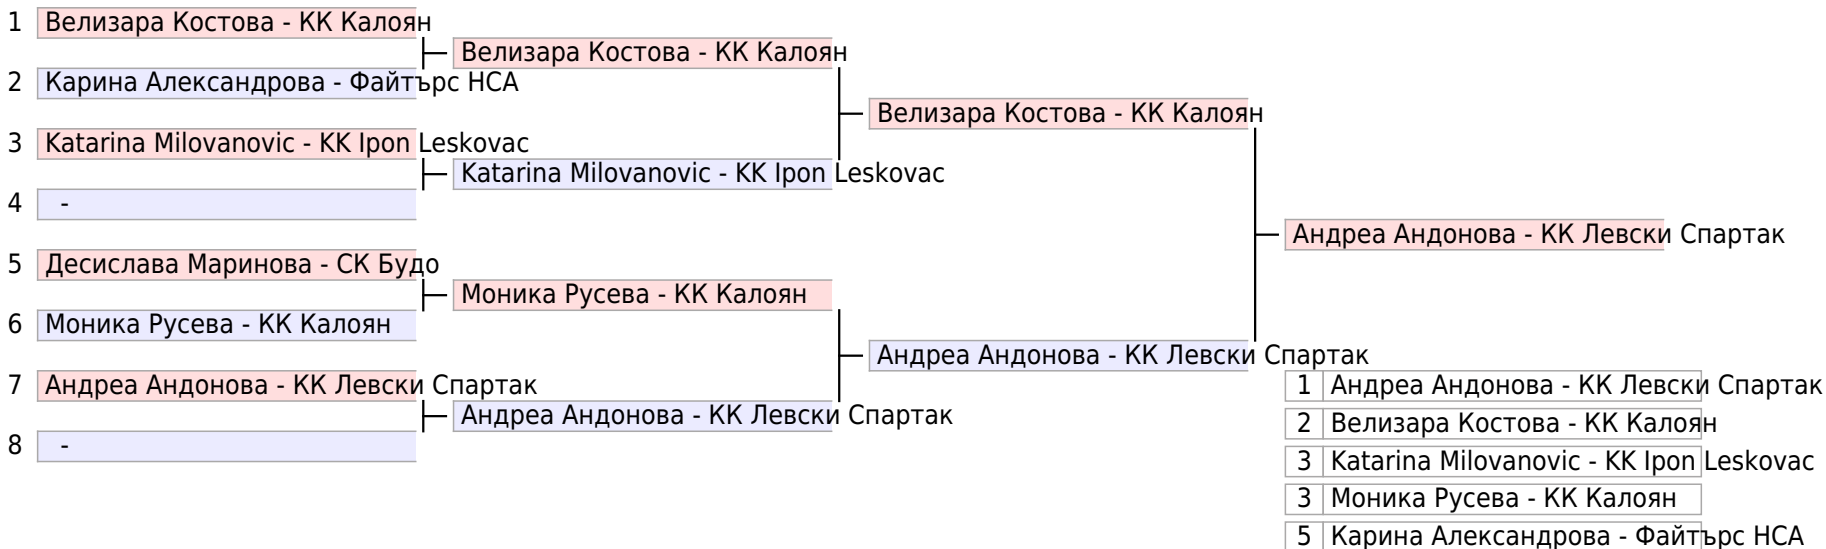 1 Велизара Костова - КК Калоян
Велизара Костова - КК Калоян
2 Карина Александрова - Файтърс НСА
Велизара Костова - КК Калоян
3 Katarina Milovanovic - KK Ipon Leskovac
Katarina Milovanovic - KK Ipon Leskovac
4 -
Андреа Андонова - КК Левски Спартак
5 Десислава Маринова - СК Будо
Моника Русева - КК Калоян
6 Моника Русева - КК Калоян
Андреа Андонова - КК Левски Спартак
7 Андреа Андонова - КК Левски Спартак
Андреа Андонова - КК Левски Спартак
8 -
1 Андреа Андонова - КК Левски Спартак
2 Велизара Костова - КК Калоян
3 Katarina Milovanovic - KK Ipon Leskovac
3 Моника Русева - КК Калоян
5 Карина Александрова - Файтърс НСА